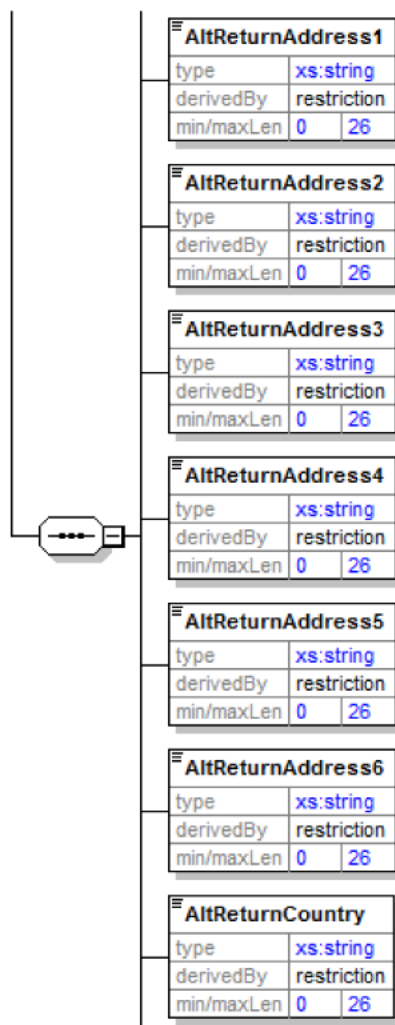 AltReturnAddress1
type xs:string
derivedBy restriction
min/maxLen 0 26
AltReturnAddress2
type xs:string
derivedBy restriction
min/maxLen 0 26
AltReturnAddress3
type xs:string
derivedBy restriction
min/maxLen 0 26
AltReturnAddress4
type xs:string
derivedBy restriction
min/maxLen 0 26
AltReturnAddress5
type xs:string
derivedBy restriction
min/maxLen 0 26
AltReturnAddress6
type xs:string
derivedBy restriction
min/maxLen 0 26
AltReturnCountry
type xs:string
derivedBy restriction
min/maxLen 0 26